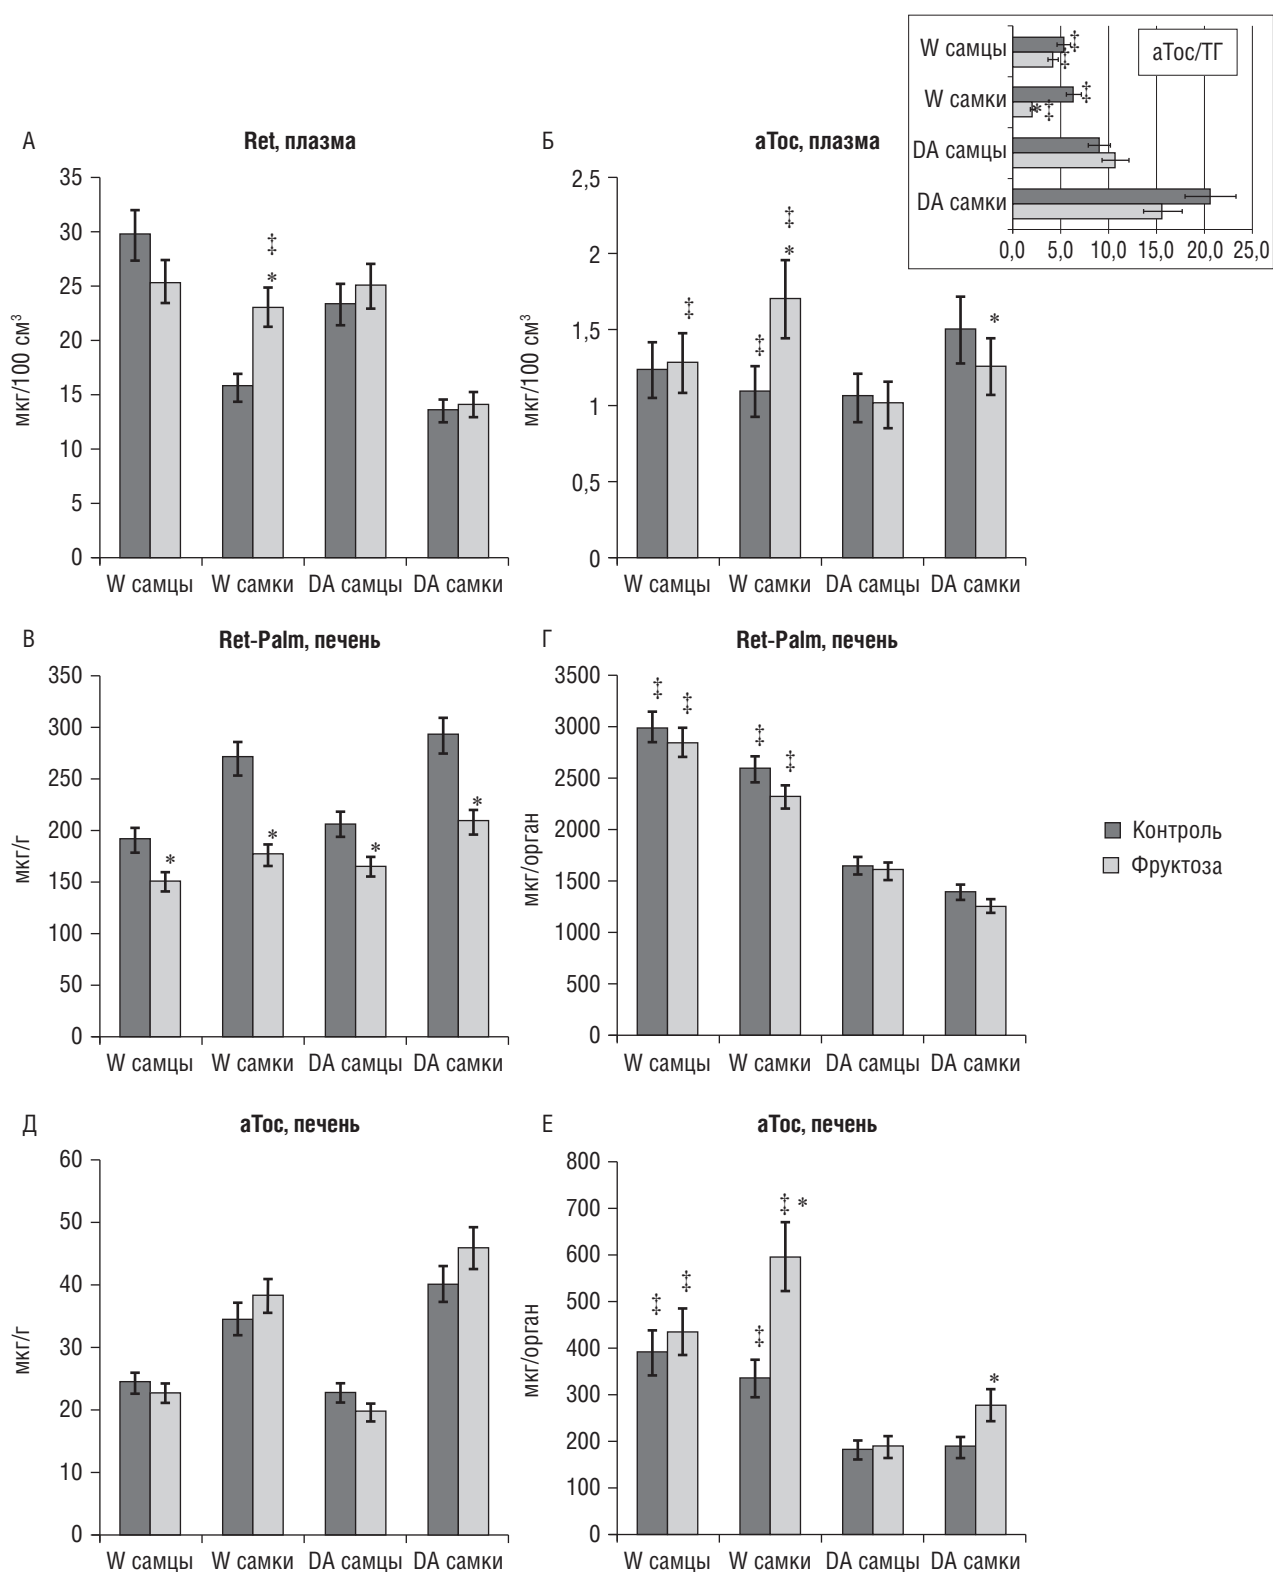 W самцы
W самки
DA самцы
DA самки
аТос/ТГ
0,0 5,0 10,0 15,0 20,0 25,0
‡
‡
‡
* ‡
А Ret, плазма
мкг/100 см³
35
30
25
20
15
10
5
0
‡
*
W самцы W самки DA самцы DA самки
Б аТос, плазма
мкг/100 см³
2,5
2
1,5
1
0,5
0
‡
‡
‡
*
*
W самцы W самки DA самцы DA самки
В Ret-Palm, печень
мкг/г
350
300
250
200
150
100
50
0
* * * *
W самцы W самки DA самцы DA самки
Г Ret-Palm, печень
мкг/орган
3500
3000
2500
2000
1500
1000
500
0
‡ ‡ ‡ ‡
W самцы W самки DA самцы DA самки
Контроль
Фруктоза
Д аТос, печень
мкг/г
60
50
40
30
20
10
0
W самцы W самки DA самцы DA самки
Е аТос, печень
мкг/орган
800
700
600
500
400
300
200
100
0
‡ ‡ ‡ ‡ * *
W самцы W самки DA самцы DA самки